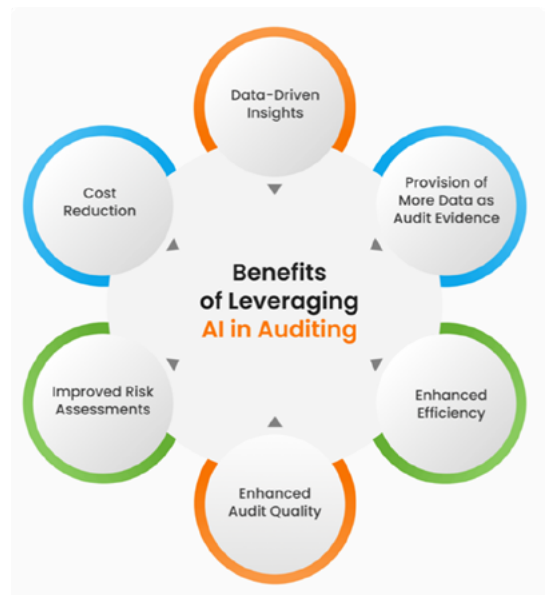 Data-Driven
Insights
Provision of
More Data as
Audit Evidence
Enhanced
Efficiency
Enhanced
Audit Quality
Improved Risk
Assessments
Cost
Reduction
Benefits
of Leveraging
AI in Auditing